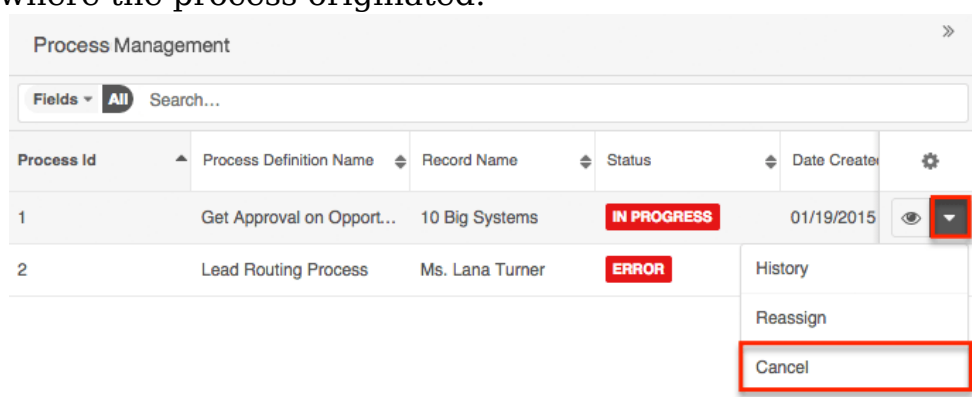 where the process originated.
Process Management
Fields All Search...
Process Id Process Definition Name Record Name Status Date Created
1 Get Approval on Opport... 10 Big Systems IN PROGRESS 01/19/2015
2 Lead Routing Process Ms. Lana Turner ERROR
History
Reassign
Cancel